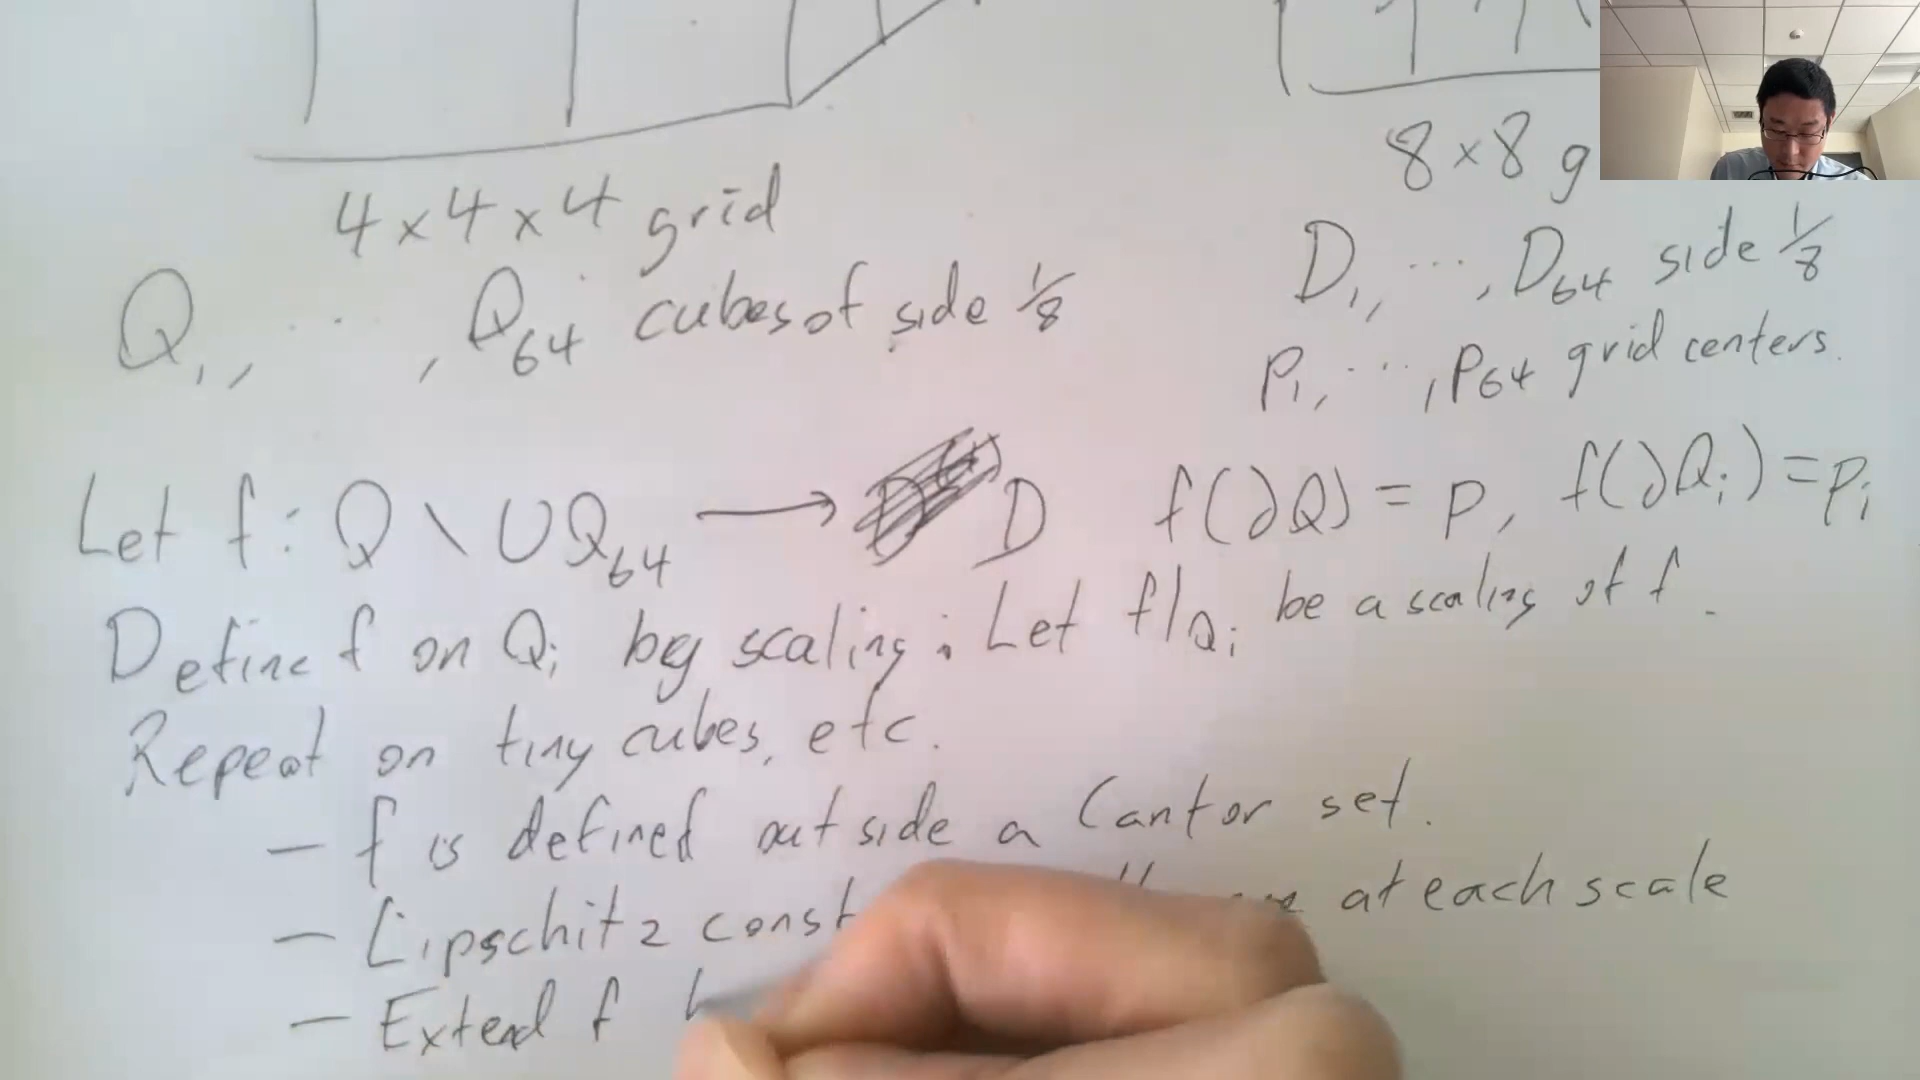 4 × 4 × 4 grid
8 × 8 g
Q₁, ..., Q₆₄ cubes of side 1/8
D₁, ..., D₆₄ side 1/8
P₁, ..., P₆₄ grid centers.
Let f : Q \ ∪Q₆₄ → D f(∂Q) = p, f(∂Qᵢ) = pᵢ
Define f on Qᵢ by scaling: Let f|Qᵢ be a scaling of f.
Repeat on tiny cubes, etc.
— f is defined outside a Cantor set.
— Lipschitz const at each scale
— Extend f